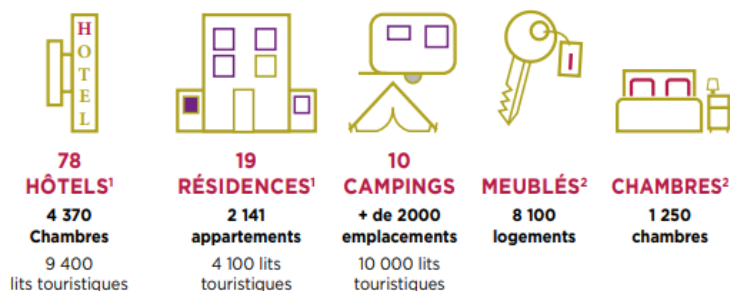 HOTEL
78
HÔTELS¹
4 370
Chambres
9 400
lits touristiques
19
RÉSIDENCES¹
2 141
appartements
4 100 lits
touristiques
10
CAMPINGS
+ de 2000
emplacements
10 000 lits
touristiques
MEUBLÉS²
8 100
logements
CHAMBRES²
1 250
chambres